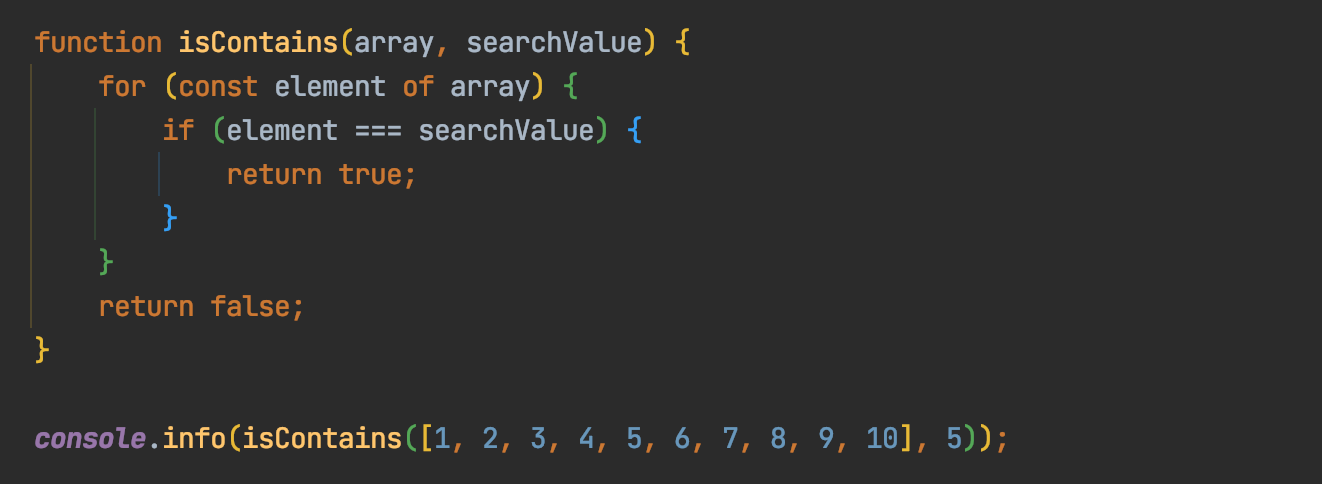 function isContains(array, searchValue) {
    for (const element of array) {
        if (element === searchValue) {
            return true;
        }
    }
    return false;
}

console.info(isContains([1, 2, 3, 4, 5, 6, 7, 8, 9, 10], 5));